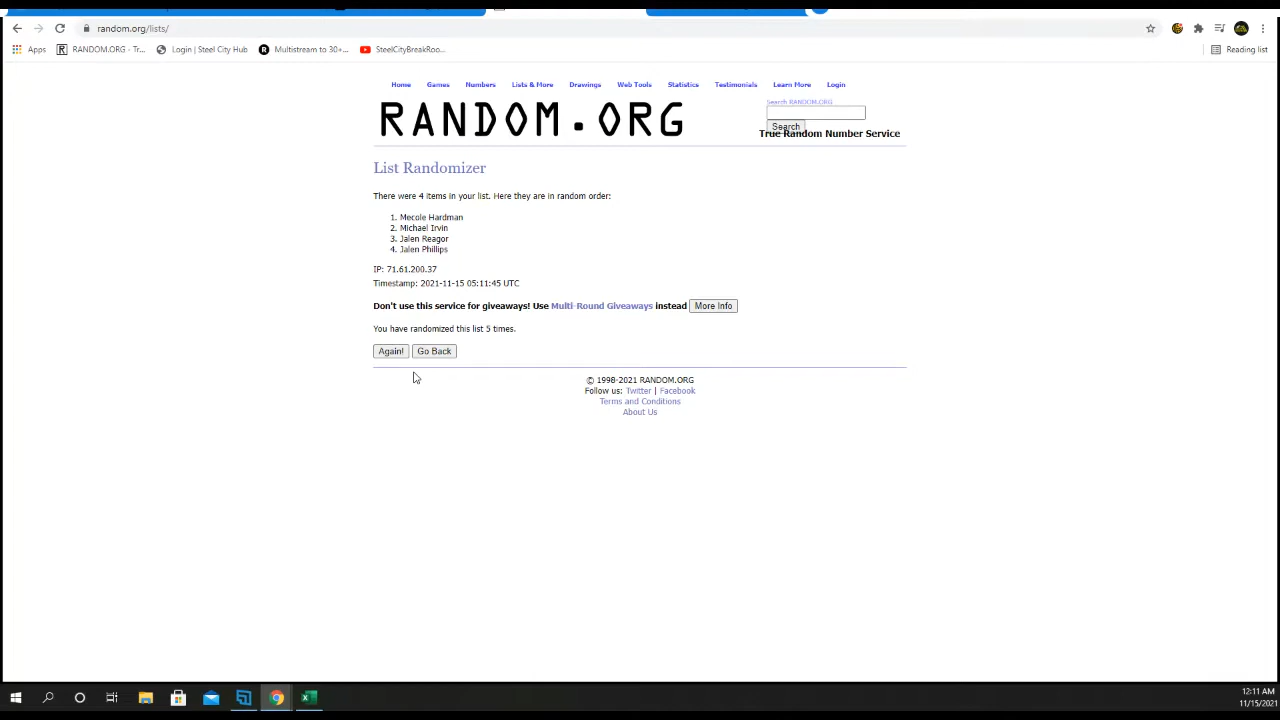 random.org/lists/
Apps
RANDOM.ORG - Tr...
Login | Steel City Hub
Multistream to 30+...
SteelCityBreakRoo...
Reading list
Home Games Numbers Lists & More Drawings Web Tools Statistics Testimonials Learn More Login
RANDOM.ORG
Search RANDOM.ORG
Search
True Random Number Service
List Randomizer
There were 4 items in your list. Here they are in random order:
1. Mecole Hardman
2. Michael Irvin
3. Jalen Reagor
4. Jalen Phillips
IP: 71.61.200.37
Timestamp: 2021-11-15 05:11:45 UTC
Don't use this service for giveaways! Use Multi-Round Giveaways instead More Info
You have randomized this list 5 times.
Again! Go Back
© 1998-2021 RANDOM.ORG
Follow us: Twitter | Facebook
Terms and Conditions
About Us
12:11 AM
11/15/2021